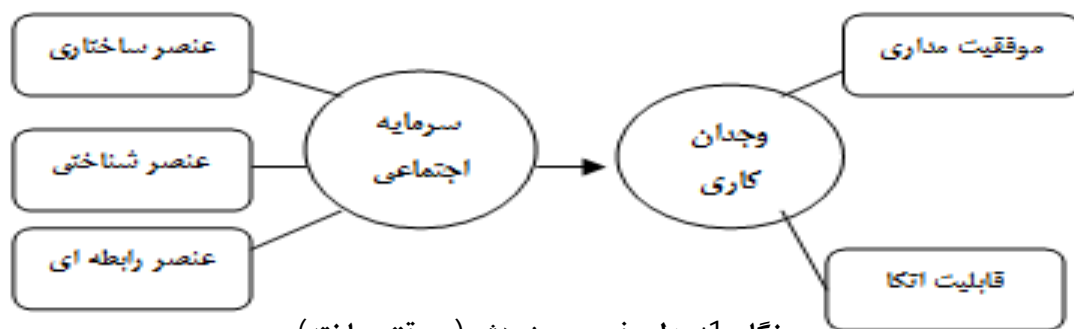 عنصر ساختاری
عنصر شناختی
عنصر رابطه ای
سرمایه
اجتماعی
وجدان
کاری
موفقیت مداری
قابلیت اتکا